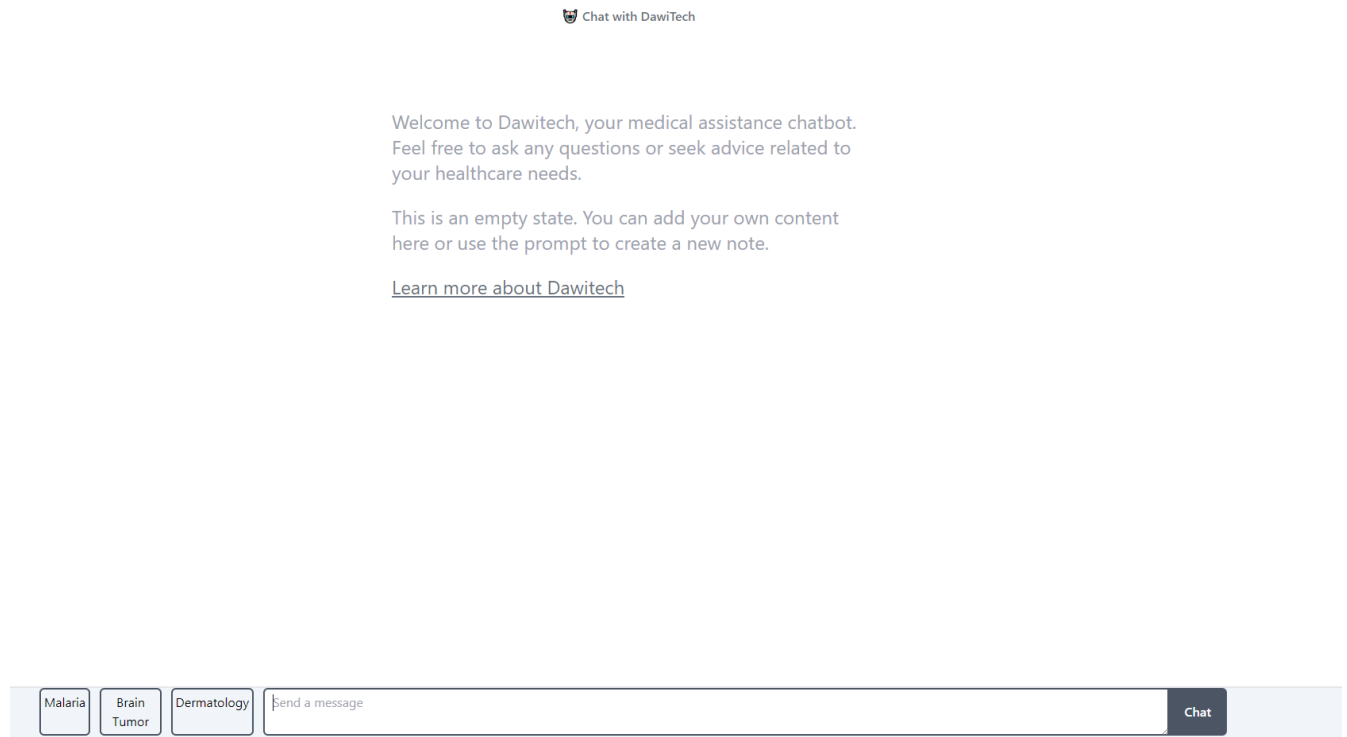 Chat with DawiTech
Welcome to Dawitech, your medical assistance chatbot.
Feel free to ask any questions or seek advice related to
your healthcare needs.
This is an empty state. You can add your own content
here or use the prompt to create a new note.
Learn more about Dawitech
Malaria
Brain
Tumor
Dermatology
Send a message
Chat